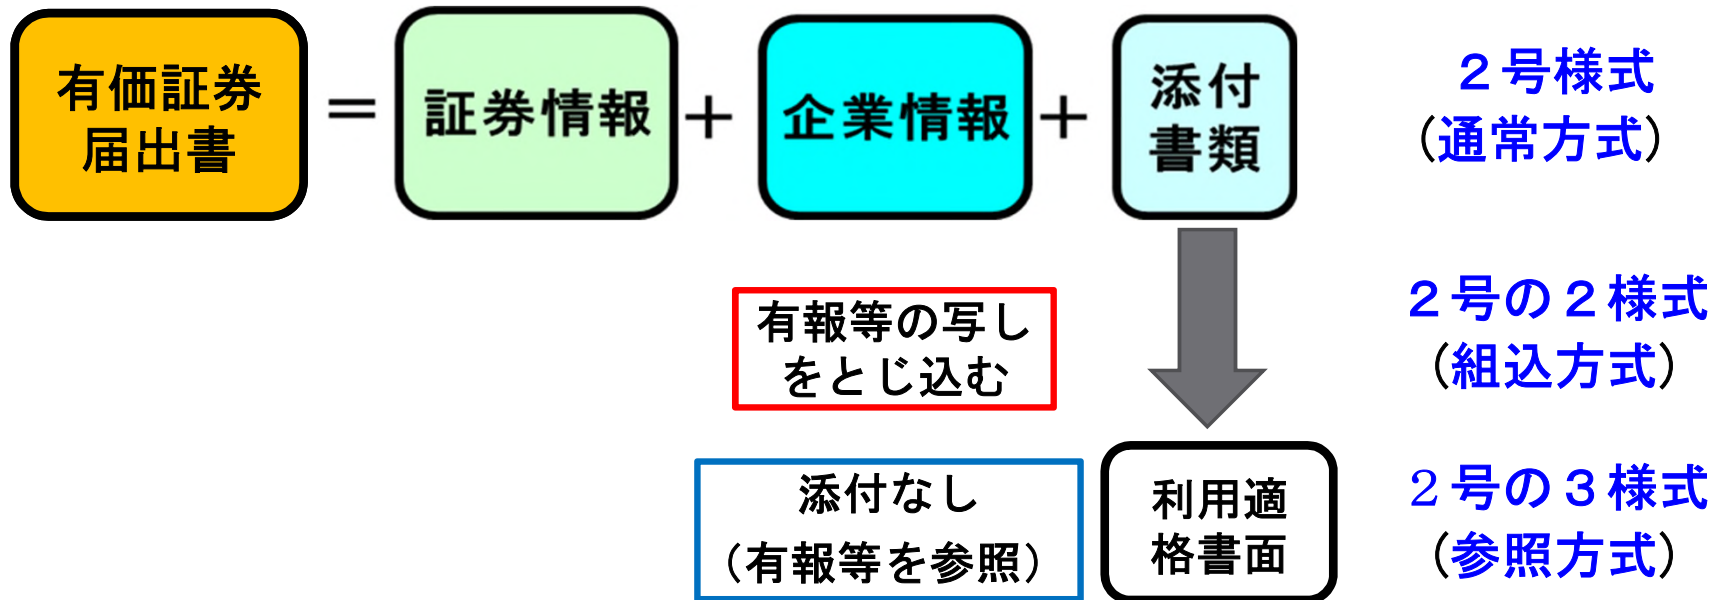 有価証券
届出書
＝
証券情報
＋
企業情報
＋
添付
書類
２号様式
（通常方式）
有報等の写し
をとじ込む
２号の２様式
（組込方式）
添付なし
（有報等を参照）
利用適
格書面
２号の３様式
（参照方式）